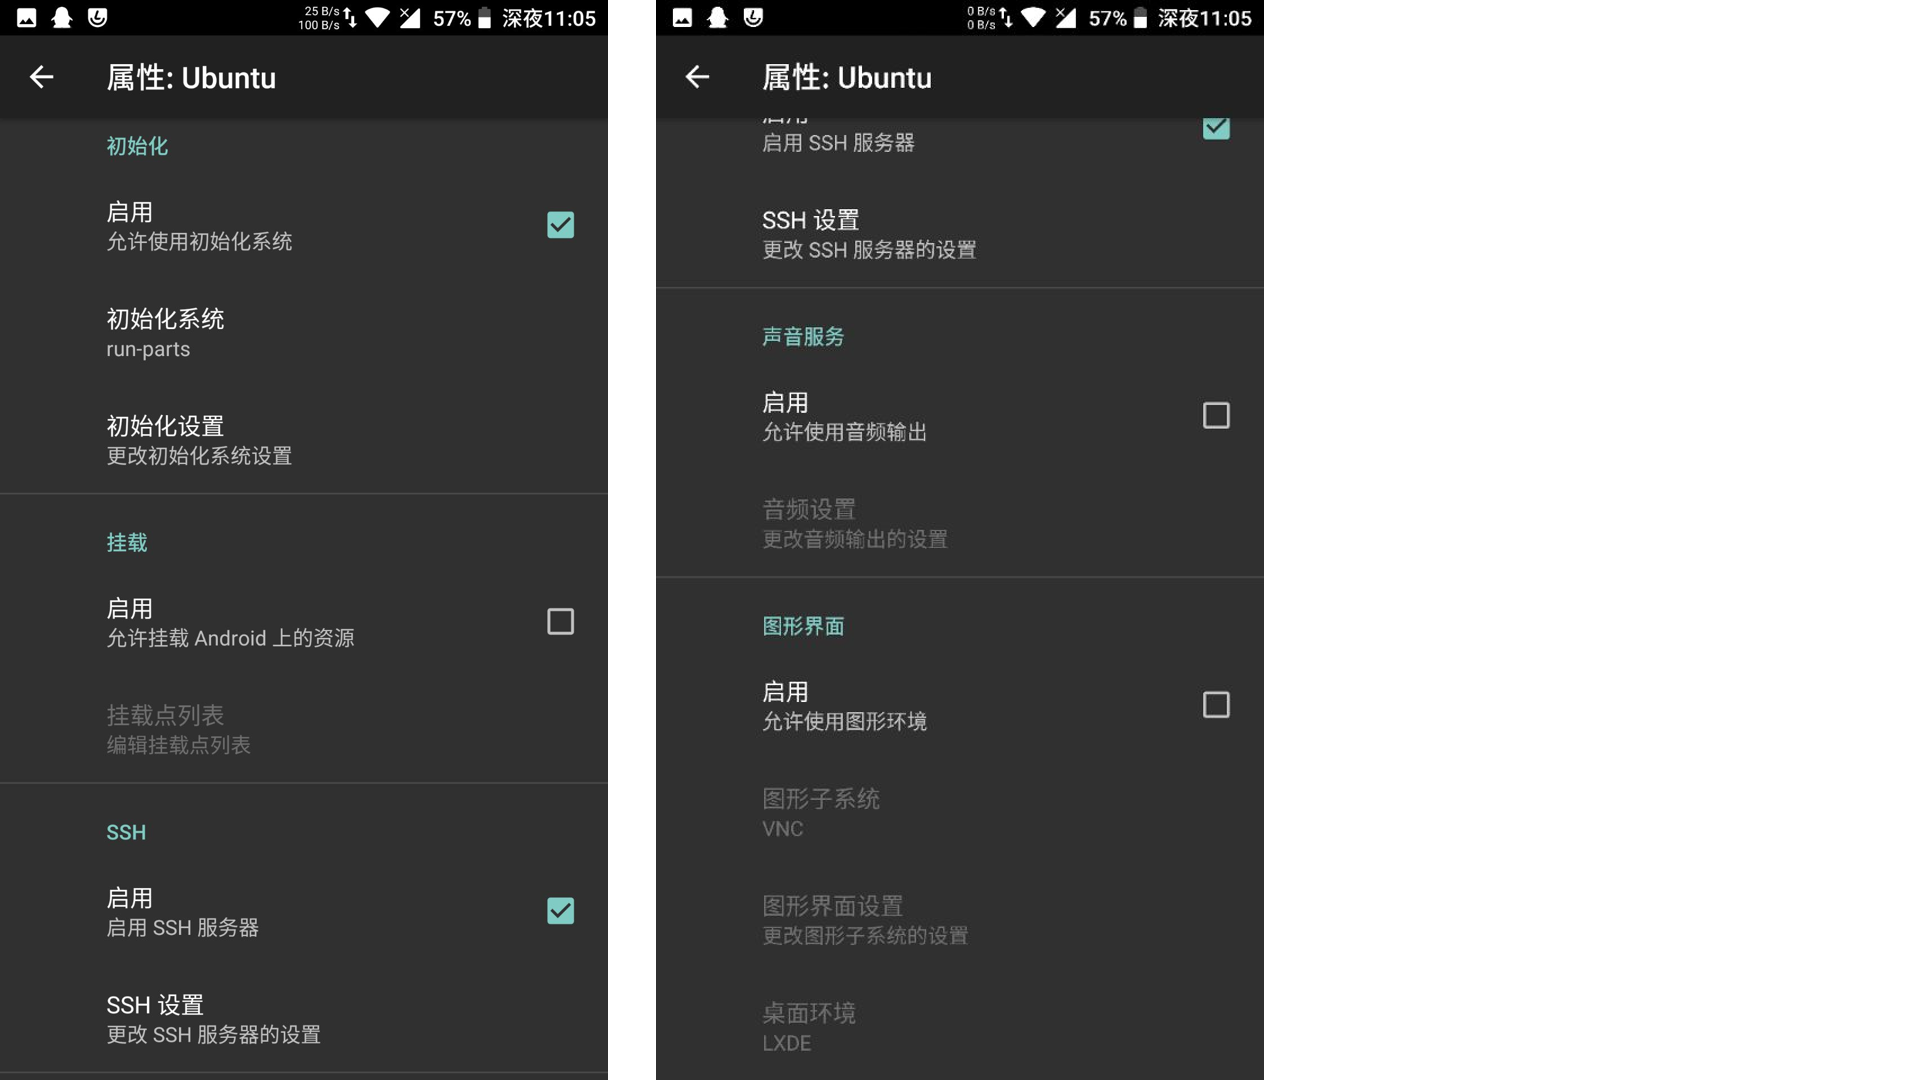 25 B/s
100 B/s
57%
深夜11:05
属性: Ubuntu
初始化
启用
允许使用初始化系统
初始化系统
run-parts
初始化设置
更改初始化系统设置
挂载
启用
允许挂载 Android 上的资源
挂载点列表
编辑挂载点列表
SSH
启用
启用 SSH 服务器
SSH 设置
更改 SSH 服务器的设置
0 B/s
0 B/s
57%
深夜11:05
属性: Ubuntu
启用
启用 SSH 服务器
SSH 设置
更改 SSH 服务器的设置
声音服务
启用
允许使用音频输出
音频设置
更改音频输出的设置
图形界面
启用
允许使用图形环境
图形子系统
VNC
图形界面设置
更改图形子系统的设置
桌面环境
LXDE